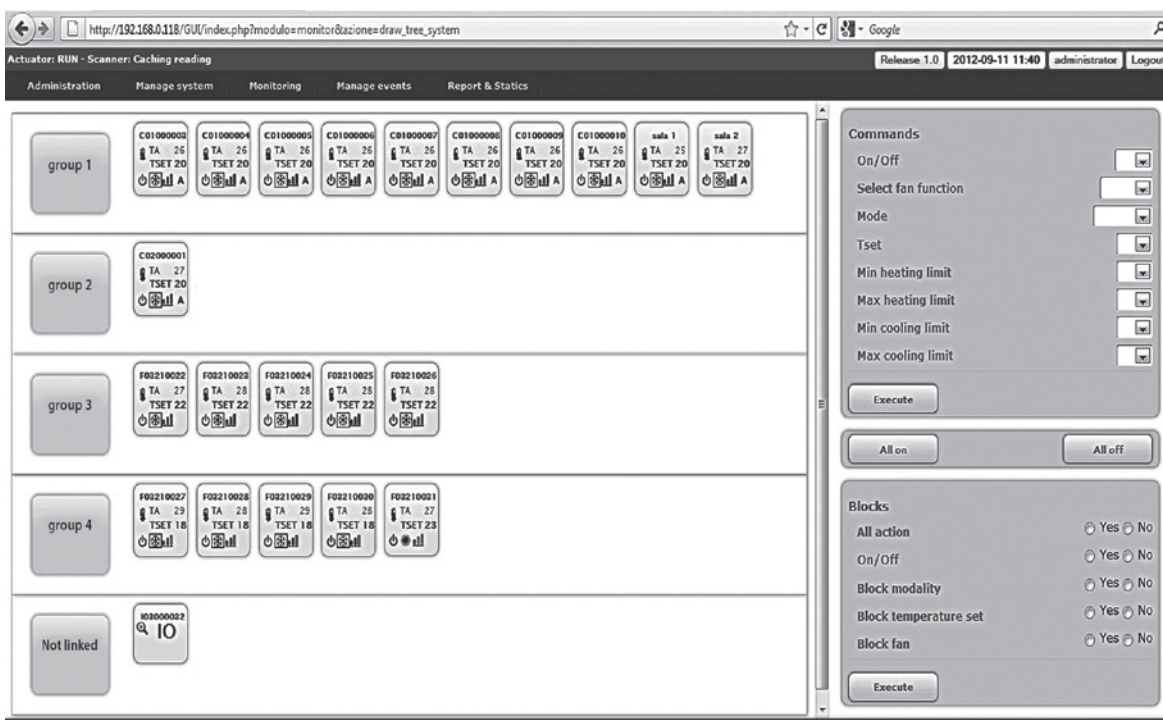 http://192.168.0.118/GUI/index.php?modulo=monitor&azione=draw_tree_system
Google
Actuator: RUN - Scanner: Caching reading
Release 1.0 2012-09-11 11:40 administrator Logout
Administration Manage system Monitoring Manage events Report & Statics
group 1
C01000003 C01000004 C01000005 C01000006 C01000007 C01000008 C01000009 C01000010 sala 1 sala 2
TA 26 TA 26 TA 26 TA 26 TA 26 TA 26 TA 26 TA 26 TA 25 TA 27
TSET 20 TSET 20 TSET 20 TSET 20 TSET 20 TSET 20 TSET 20 TSET 20 TSET 20 TSET 20
A A A A A A A A A A
group 2
C02000001
TA 27
TSET 20
A
group 3
F03210022 F03210023 F03210024 F03210025 F03210026
TA 27 TA 28 TA 28 TA 28 TA 28
TSET 22 TSET 22 TSET 22 TSET 22 TSET 22
group 4
F03210027 F03210028 F03210029 F03210030 F03210031
TA 29 TA 28 TA 29 TA 28 TA 27
TSET 18 TSET 18 TSET 18 TSET 18 TSET 23
Not linked
I03000022
IO
Commands
On/Off
Select fan function
Mode
Tset
Min heating limit
Max heating limit
Min cooling limit
Max cooling limit
Execute
All on All off
Blocks
All action Yes No
On/Off Yes No
Block modality Yes No
Block temperature set Yes No
Block fan Yes No
Execute